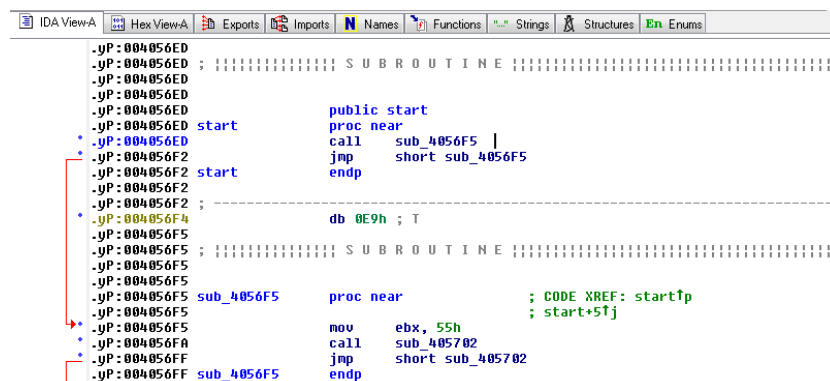 IDA View-A Hex View-A Exports Imports N Names Functions "..." Strings Structures En Enums
.yP:004056ED
.yP:004056ED ; ¦¦¦¦¦¦¦¦¦¦¦¦¦¦¦ S U B R O U T I N E ¦¦¦¦¦¦¦¦¦¦¦¦¦¦¦¦¦¦¦¦¦¦¦¦¦¦¦¦¦¦¦¦¦¦¦¦¦¦¦
.yP:004056ED
.yP:004056ED
.yP:004056ED public start
.yP:004056ED start proc near
.yP:004056ED call sub_4056F5
.yP:004056F2 jmp short sub_4056F5
.yP:004056F2 start endp
.yP:004056F2
.yP:004056F2 ; ---------------------------------------------------------------------------
.yP:004056F4 db 0E9h ; T
.yP:004056F5
.yP:004056F5 ; ¦¦¦¦¦¦¦¦¦¦¦¦¦¦¦ S U B R O U T I N E ¦¦¦¦¦¦¦¦¦¦¦¦¦¦¦¦¦¦¦¦¦¦¦¦¦¦¦¦¦¦¦¦¦¦¦¦¦¦¦
.yP:004056F5
.yP:004056F5
.yP:004056F5 sub_4056F5 proc near ; CODE XREF: start↑p
.yP:004056F5 ; start+5↑j
.yP:004056F5 mov ebx, 55h
.yP:004056FA call sub_405702
.yP:004056FF jmp short sub_405702
.yP:004056FF sub_4056F5 endp